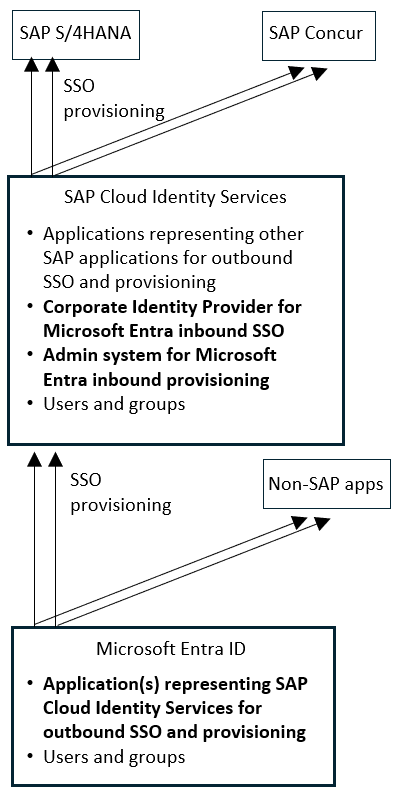 SAP S/4HANA
SAP Concur
SSO
provisioning
SAP Cloud Identity Services
• Applications representing other
SAP applications for outbound
SSO and provisioning
• Corporate Identity Provider for
Microsoft Entra inbound SSO
• Admin system for Microsoft
Entra inbound provisioning
• Users and groups
SSO
provisioning
Non-SAP apps
Microsoft Entra ID
• Application(s) representing SAP
Cloud Identity Services for
outbound SSO and provisioning
• Users and groups